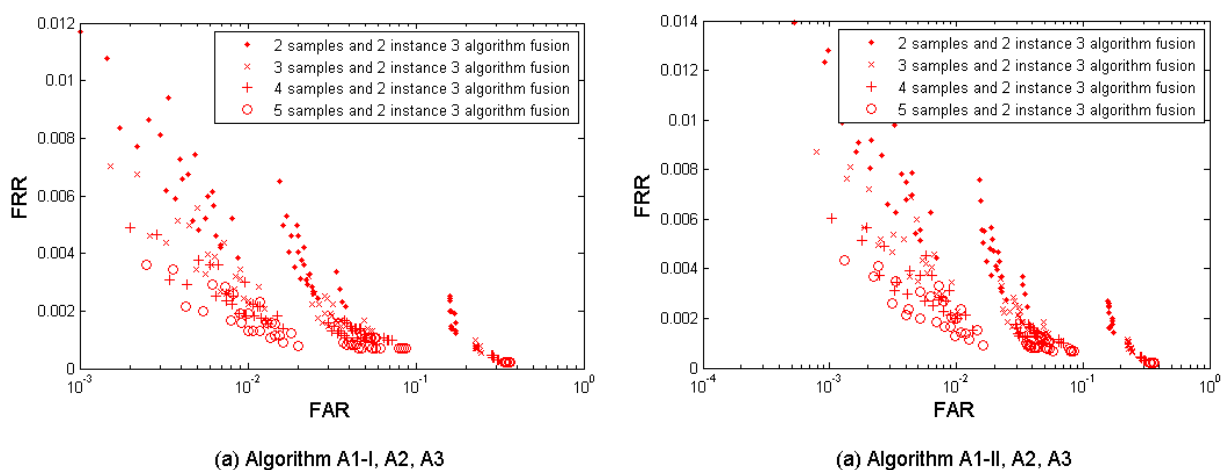 0.012
0.01
0.008
0.006
0.004
0.002
0
FRR
10-3
10-2
10-1
100
FAR
2 samples and 2 instance 3 algorithm fusion
3 samples and 2 instance 3 algorithm fusion
4 samples and 2 instance 3 algorithm fusion
5 samples and 2 instance 3 algorithm fusion
(a) Algorithm A1-I, A2, A3
0.014
0.012
0.01
0.008
0.006
0.004
0.002
0
FRR
10-4
10-3
10-2
10-1
100
FAR
2 samples and 2 instance 3 algorithm fusion
3 samples and 2 instance 3 algorithm fusion
4 samples and 2 instance 3 algorithm fusion
5 samples and 2 instance 3 algorithm fusion
(a) Algorithm A1-II, A2, A3